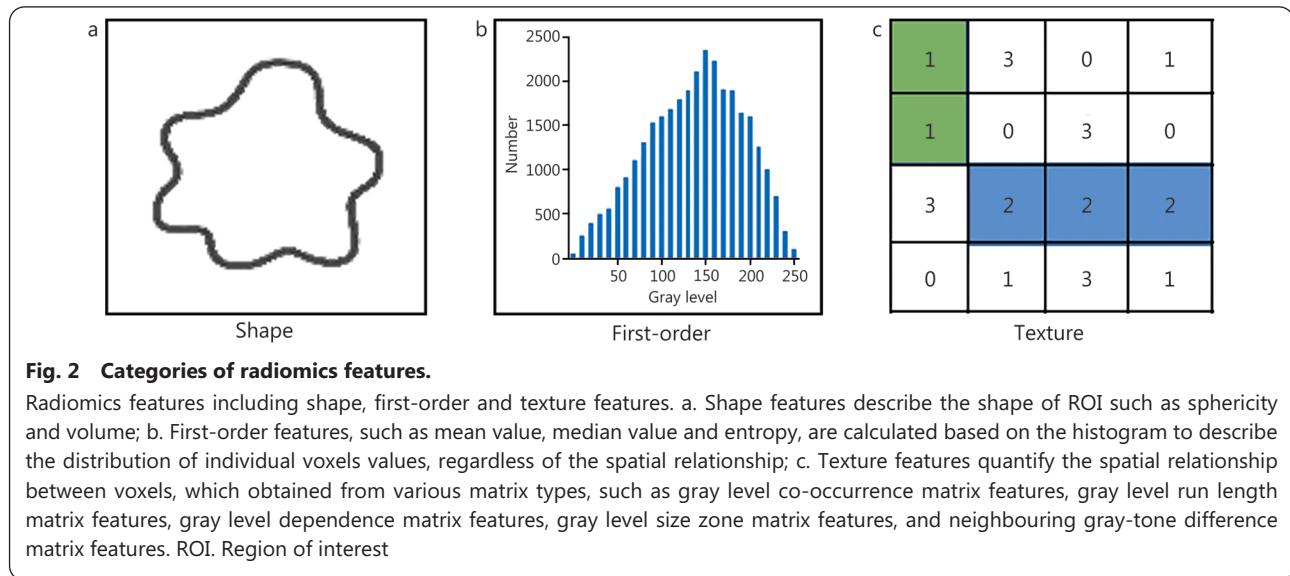 a
Shape
b
2500
2000
1500
1000
500
0
Number
50 100 150 200 250
Gray level
First-order
c
1 3 0 1
1 0 3 0
3 2 2 2
0 1 3 1
Texture
Fig. 2 Categories of radiomics features.
Radiomics features including shape, first-order and texture features. a. Shape features describe the shape of ROI such as sphericity
and volume; b. First-order features, such as mean value, median value and entropy, are calculated based on the histogram to describe
the distribution of individual voxels values, regardless of the spatial relationship; c. Texture features quantify the spatial relationship
between voxels, which obtained from various matrix types, such as gray level co-occurrence matrix features, gray level run length
matrix features, gray level dependence matrix features, gray level size zone matrix features, and neighbouring gray-tone difference
matrix features. ROI. Region of interest